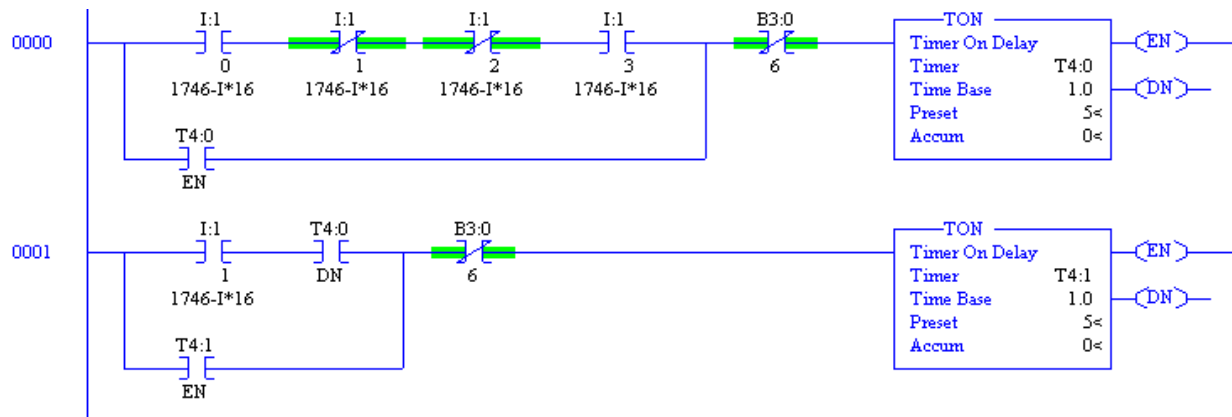 I:1 I:1 I:1 I:1 B3:0 TON
0000 Timer On Delay EN
0 1 2 3 6 Timer T4:0
1746-I*16 1746-I*16 1746-I*16 1746-I*16 Time Base 1.0 DN
Preset 5<
T4:0 Accum 0<
EN
I:1 T4:0 B3:0 TON
0001 Timer On Delay EN
1 DN 6 Timer T4:1
1746-I*16 Time Base 1.0 DN
Preset 5<
T4:1 Accum 0<
EN